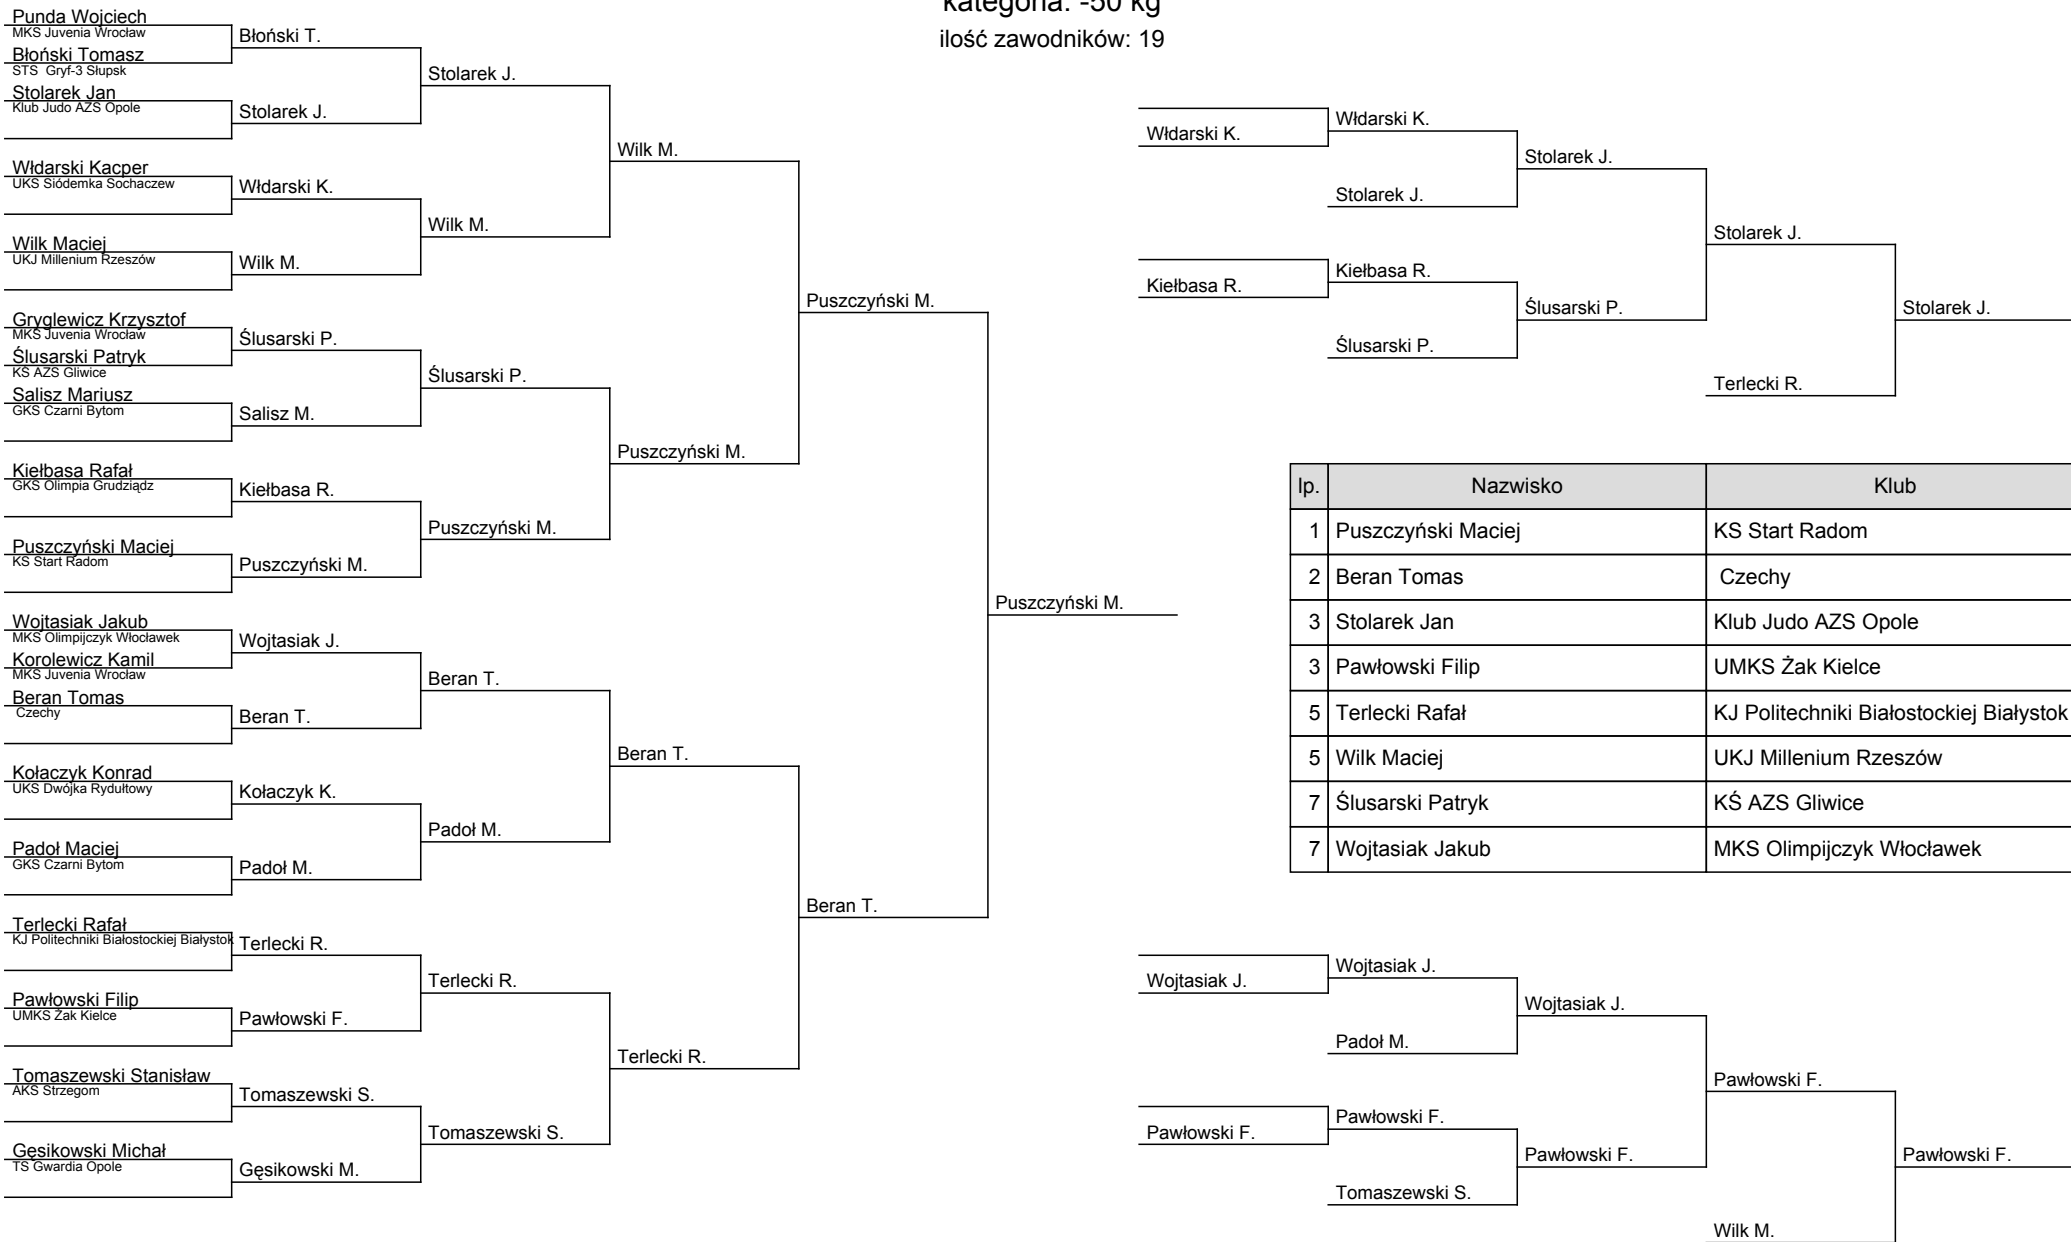 kategoria: -50 kg
ilość zawodników: 19
Punda Wojciech
MKS Juvenia Wrocław
Błoński Tomasz
STS  Gryf-3 Słupsk
Stolarek Jan
Klub Judo AZS Opole
Włdarski Kacper
UKS Siódemka Sochaczew
Wilk Maciej
UKJ Millenium Rzeszów
Gryglewicz Krzysztof
MKS Juvenia Wrocław
Ślusarski Patryk
KŚ AZS Gliwice
Salisz Mariusz
GKS Czarni Bytom
Kiełbasa Rafał
GKS Olimpia Grudziądz
Puszczyński Maciej
KS Start Radom
Wojtasiak Jakub
MKS Olimpijczyk Włocławek
Korolewicz Kamil
MKS Juvenia Wrocław
Beran Tomas
Czechy
Kołaczyk Konrad
UKS Dwójka Rydułtowy
Padoł Maciej
GKS Czarni Bytom
Terlecki Rafał
KJ Politechniki Białostockiej Białystok
Pawłowski Filip
UMKS Żak Kielce
Tomaszewski Stanisław
AKS Strzegom
Gęsikowski Michał
TS Gwardia Opole
Błoński T.
Stolarek J.
Włdarski K.
Wilk M.
Ślusarski P.
Salisz M.
Kiełbasa R.
Puszczyński M.
Wojtasiak J.
Beran T.
Kołaczyk K.
Padoł M.
Terlecki R.
Pawłowski F.
Tomaszewski S.
Gęsikowski M.
Stolarek J.
Wilk M.
Ślusarski P.
Puszczyński M.
Beran T.
Padoł M.
Terlecki R.
Tomaszewski S.
Wilk M.
Puszczyński M.
Beran T.
Terlecki R.
Puszczyński M.
Beran T.
Puszczyński M.
Włdarski K.
Kiełbasa R.
Włdarski K.
Stolarek J.
Kiełbasa R.
Ślusarski P.
Stolarek J.
Ślusarski P.
Stolarek J.
Terlecki R.
Stolarek J.
lp. Nazwisko Klub
1 Puszczyński Maciej KS Start Radom
2 Beran Tomas Czechy
3 Stolarek Jan Klub Judo AZS Opole
3 Pawłowski Filip UMKS Żak Kielce
5 Terlecki Rafał KJ Politechniki Białostockiej Białystok
5 Wilk Maciej UKJ Millenium Rzeszów
7 Ślusarski Patryk KŚ AZS Gliwice
7 Wojtasiak Jakub MKS Olimpijczyk Włocławek
Wojtasiak J.
Pawłowski F.
Wojtasiak J.
Padoł M.
Pawłowski F.
Tomaszewski S.
Wojtasiak J.
Pawłowski F.
Pawłowski F.
Wilk M.
Pawłowski F.